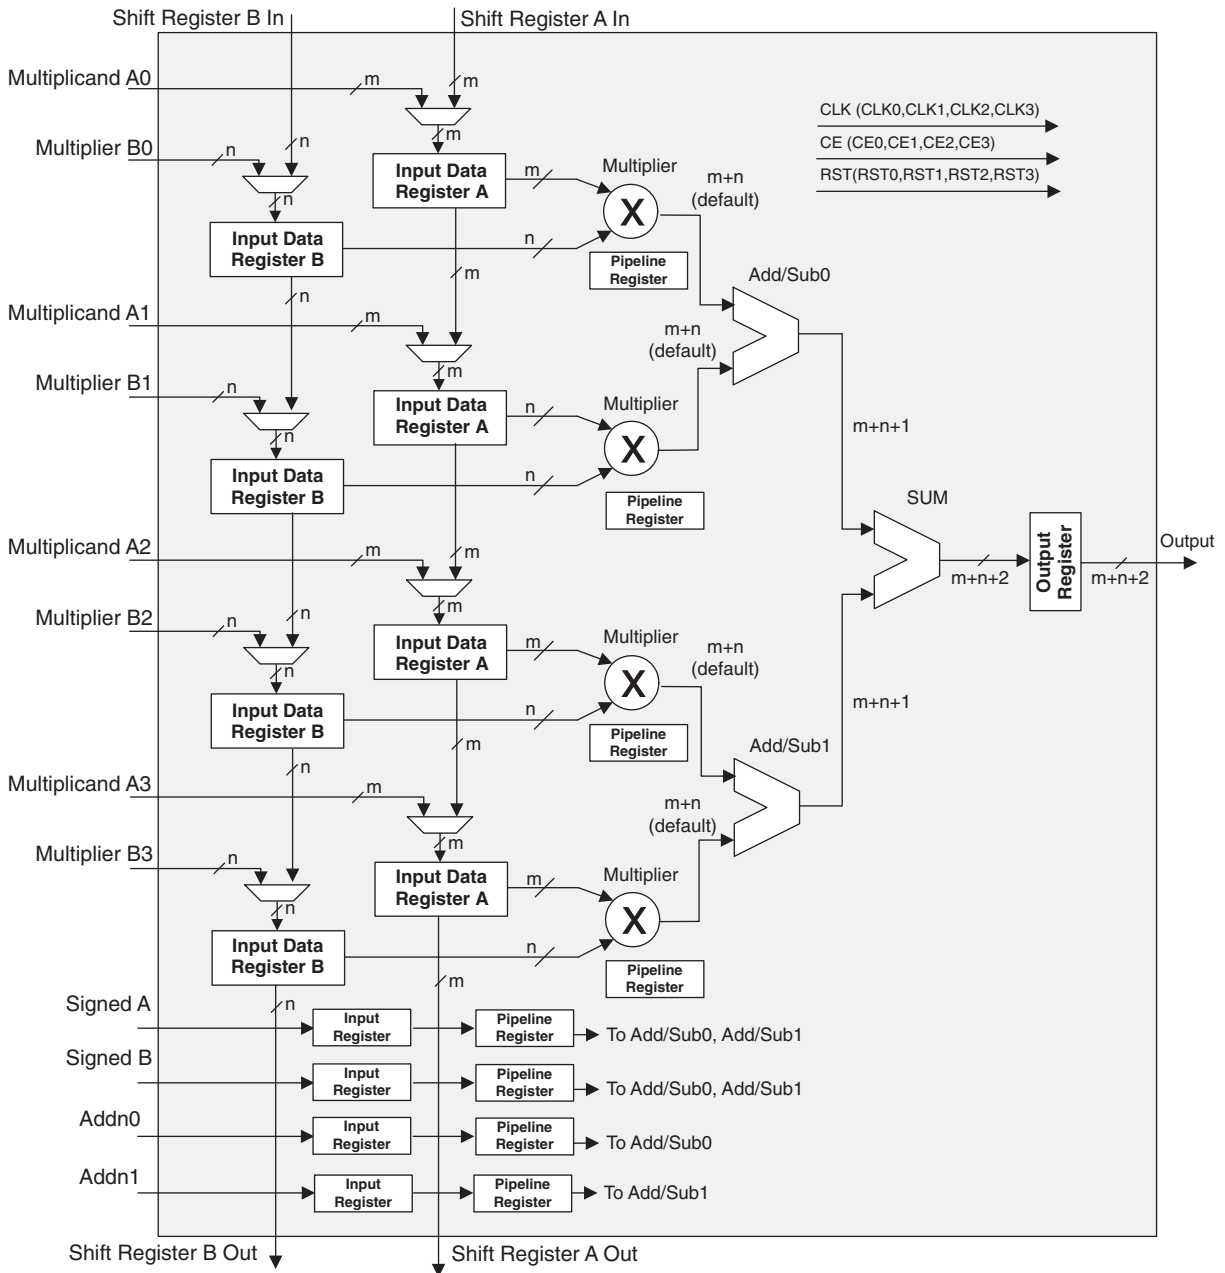 Shift Register B In
Shift Register A In
Multiplicand A0
m
m
CLK (CLK0,CLK1,CLK2,CLK3)
CE (CE0,CE1,CE2,CE3)
RST(RST0,RST1,RST2,RST3)
Multiplier B0
n
n
m
Input Data
Register A
m
Multiplier
m+n
(default)
X
n
Input Data
Register B
n
Pipeline
Register
m
n
Add/Sub0
Multiplicand A1
m
m+n
(default)
m
Multiplier B1
n
Input Data
Register A
n
Multiplier
X
m+n+1
n
Input Data
Register B
n
Pipeline
Register
SUM
Multiplicand A2
m
m
Output
Register
Output
m+n+2
m+n+2
m
Multiplier B2
n
n
Input Data
Register A
m
Multiplier
m+n
(default)
X
n
Input Data
Register B
n
m+n+1
Pipeline
Register
m
n
Add/Sub1
Multiplicand A3
m
m+n
(default)
m
Multiplier B3
n
Input Data
Register A
m
Multiplier
X
n
Input Data
Register B
n
Pipeline
Register
m
n
Signed A
Input
Register
Pipeline
Register
To Add/Sub0, Add/Sub1
Signed B
Input
Register
Pipeline
Register
To Add/Sub0, Add/Sub1
Addn0
Input
Register
Pipeline
Register
To Add/Sub0
Addn1
Input
Register
Pipeline
Register
To Add/Sub1
Shift Register B Out
Shift Register A Out